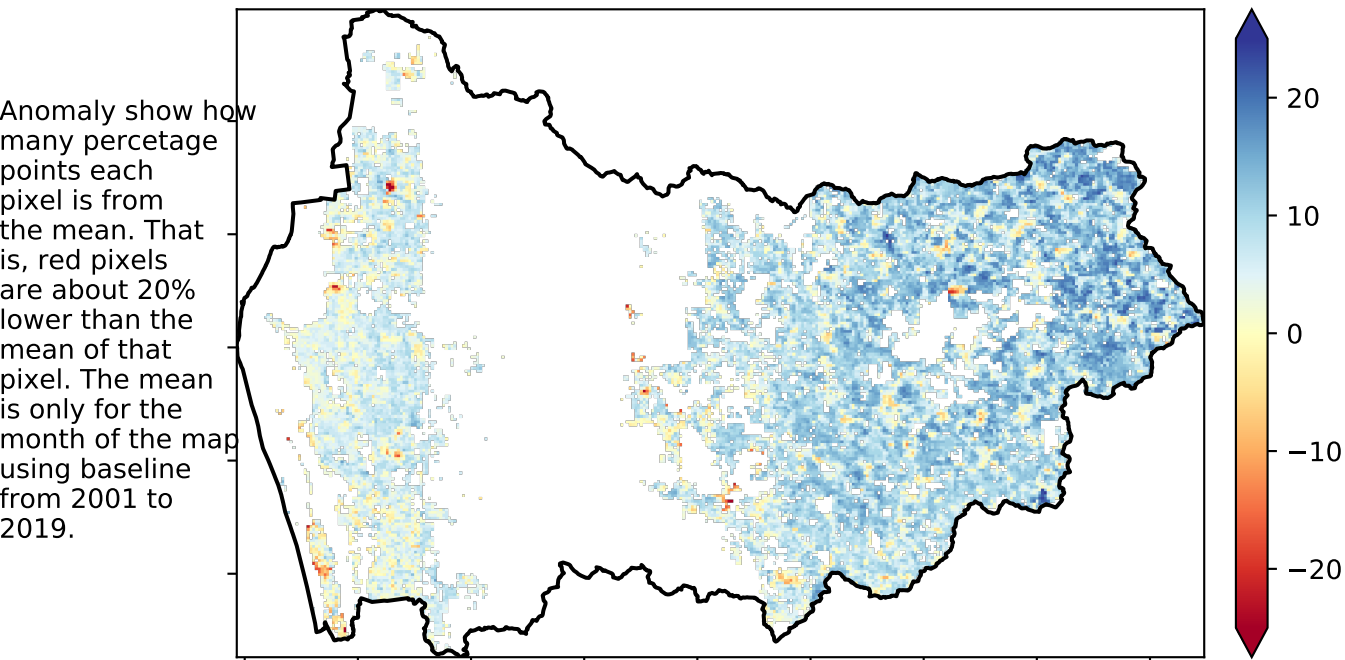 Anomaly show how
many percetage
points each
pixel is from
the mean. That
is, red pixels
are about 20%
lower than the
mean of that
pixel. The mean
is only for the
month of the map
using baseline
from 2001 to
2019.
20
10
0
−10
−20